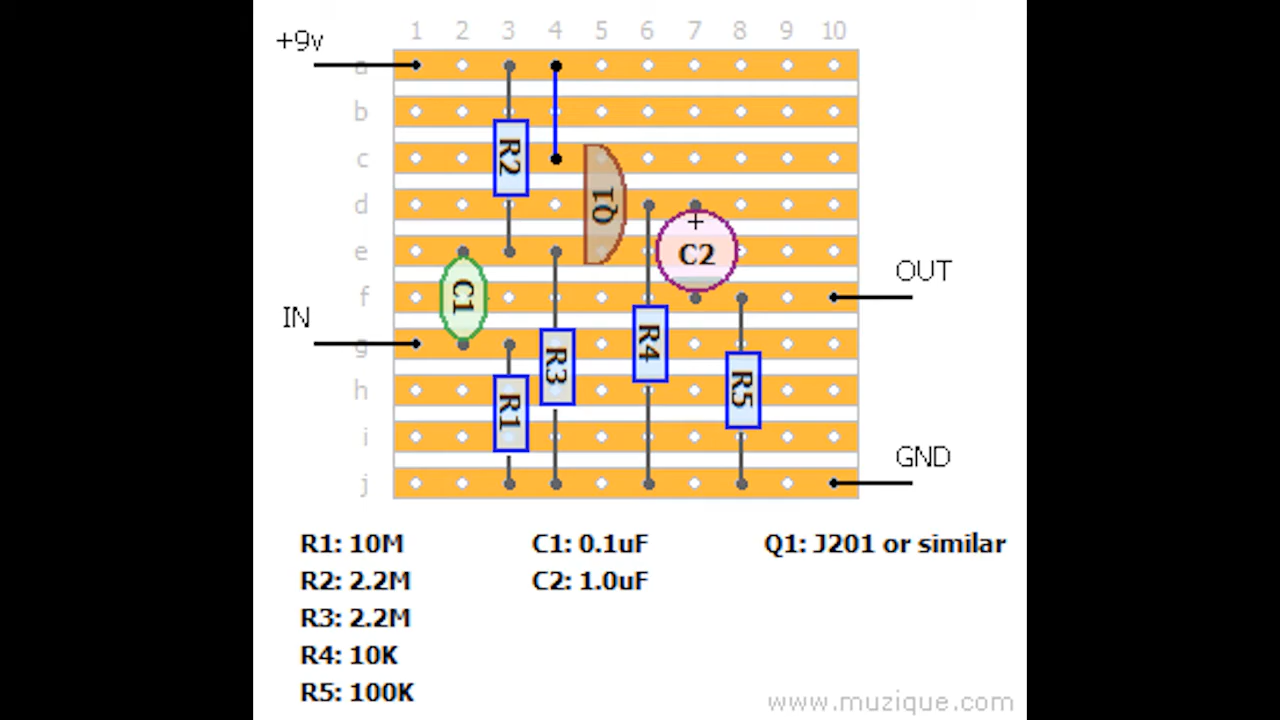 1 2 3 4 5 6 7 8 9 10
+9v
a
b
c
d
e
f
g
h
i
j
R2
Q1
+
C2
C1
OUT
IN
R4
R3
R5
R1
GND
R1: 10M C1: 0.1uF Q1: J201 or similar
R2: 2.2M C2: 1.0uF
R3: 2.2M
R4: 10K
R5: 100K
www.muzique.com